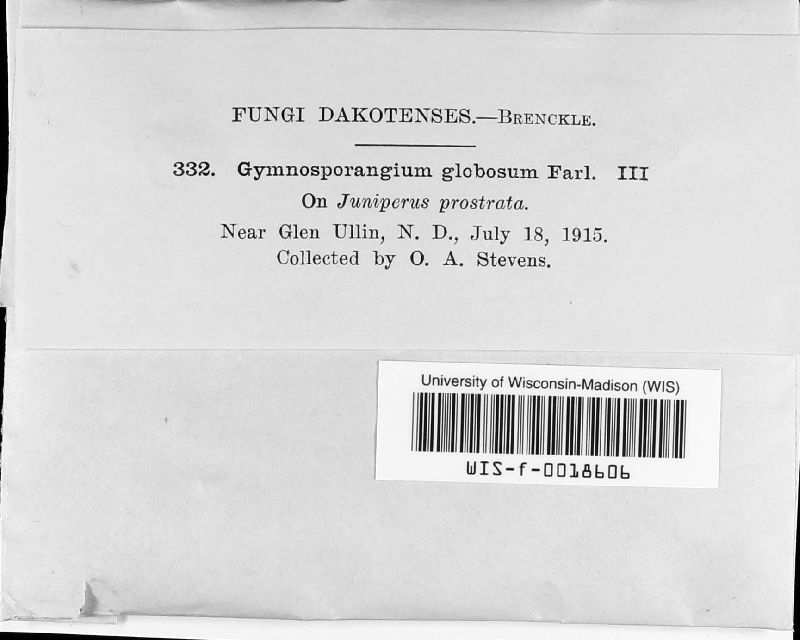 FUNGI DAKOTENSES.—BRENCKLE.
332. Gymnosporangium globosum Farl. III
On Juniperus prostrata.
Near Glen Ullin, N. D., July 18, 1915.
Collected by O. A. Stevens.
University of Wisconsin-Madison (WIS)
WIS-f-0018606